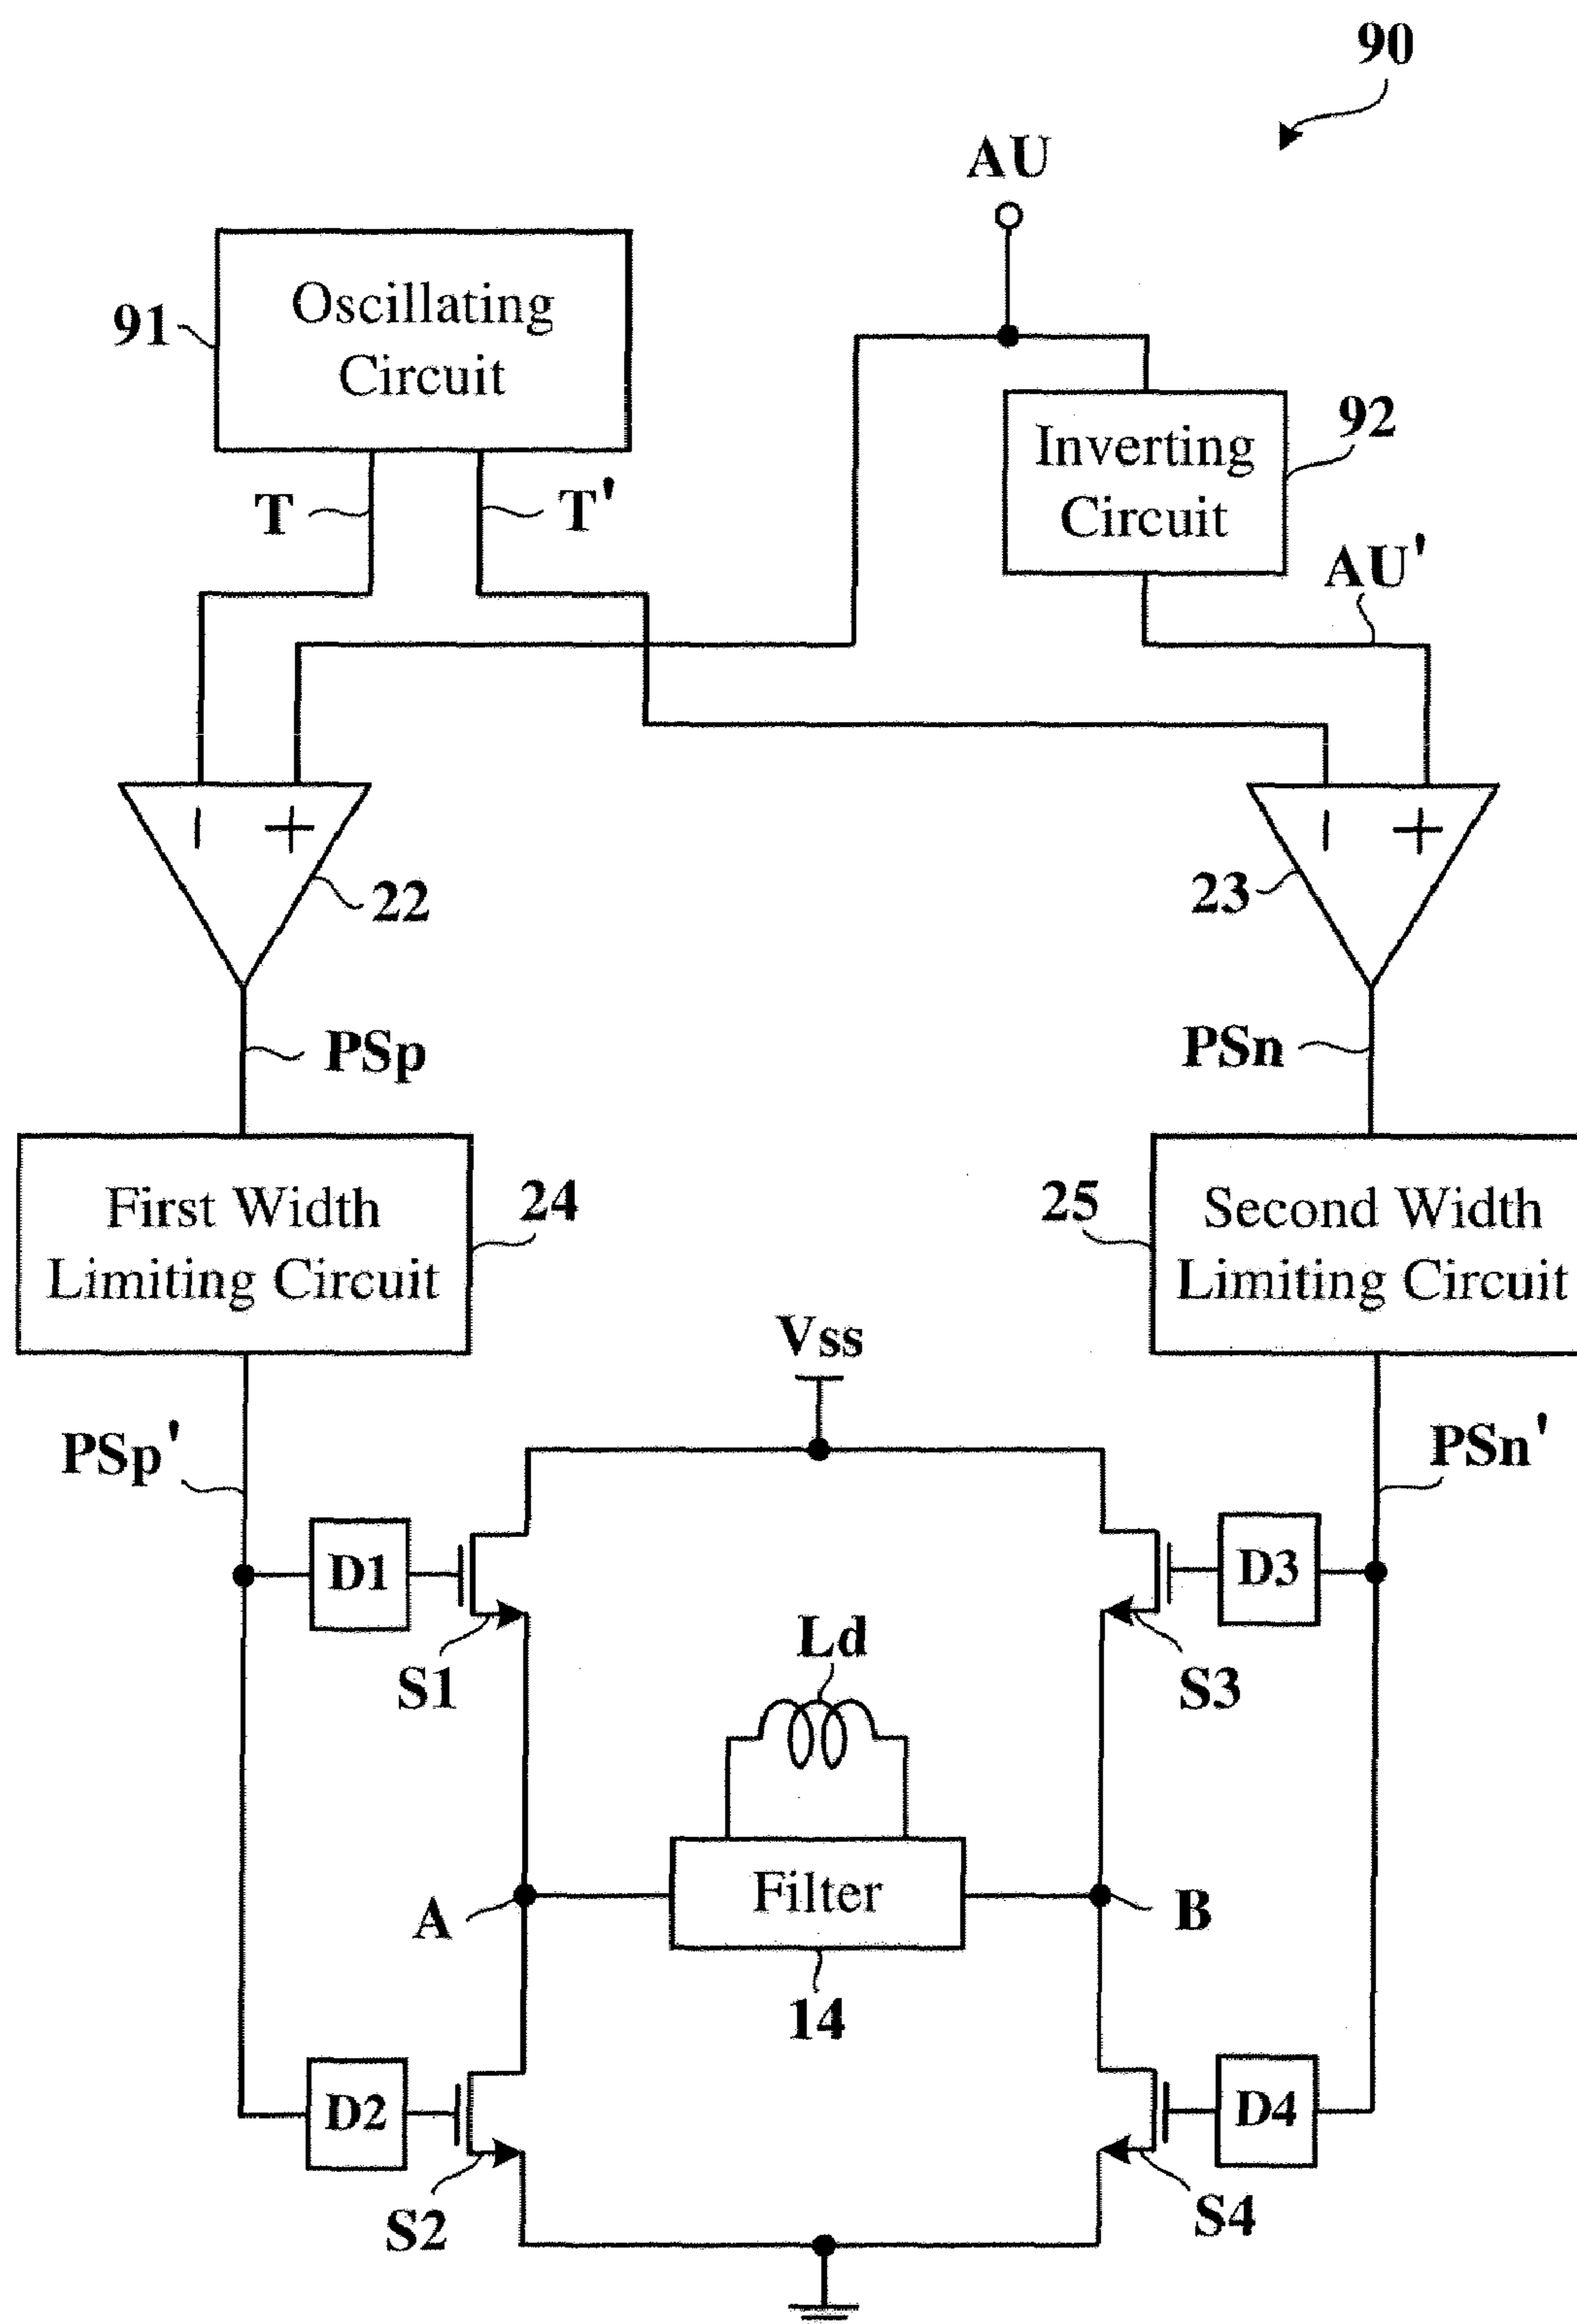 90
AU
Oscillating
Circuit
91
Inverting
Circuit
92
T
T'
AU'
− +
− +
22
23
PSp
PSn
First Width
Limiting Circuit
24
25
Second Width
Limiting Circuit
Vss
PSp'
PSn'
D1
D3
Ld
S1
S3
A
Filter
B
14
D2
D4
S2
S4